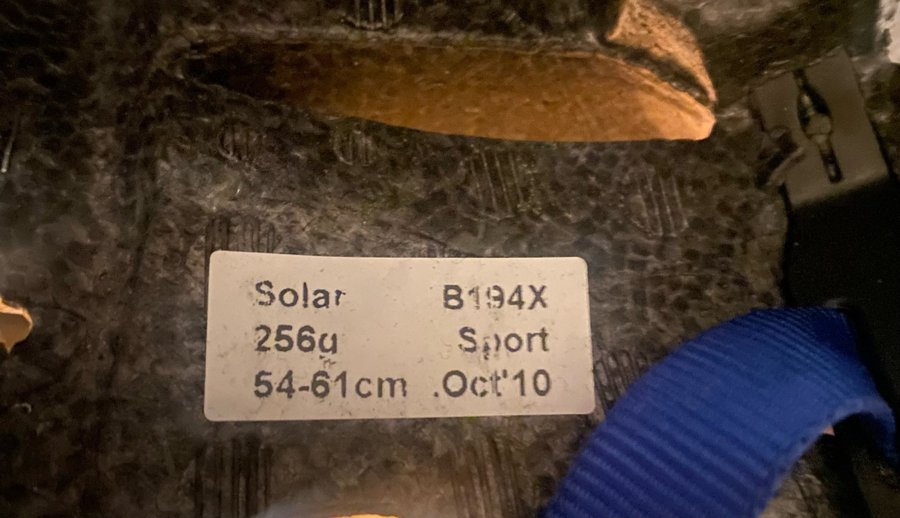 Solar B194X
256g Sport
54-61cm .Oct'10